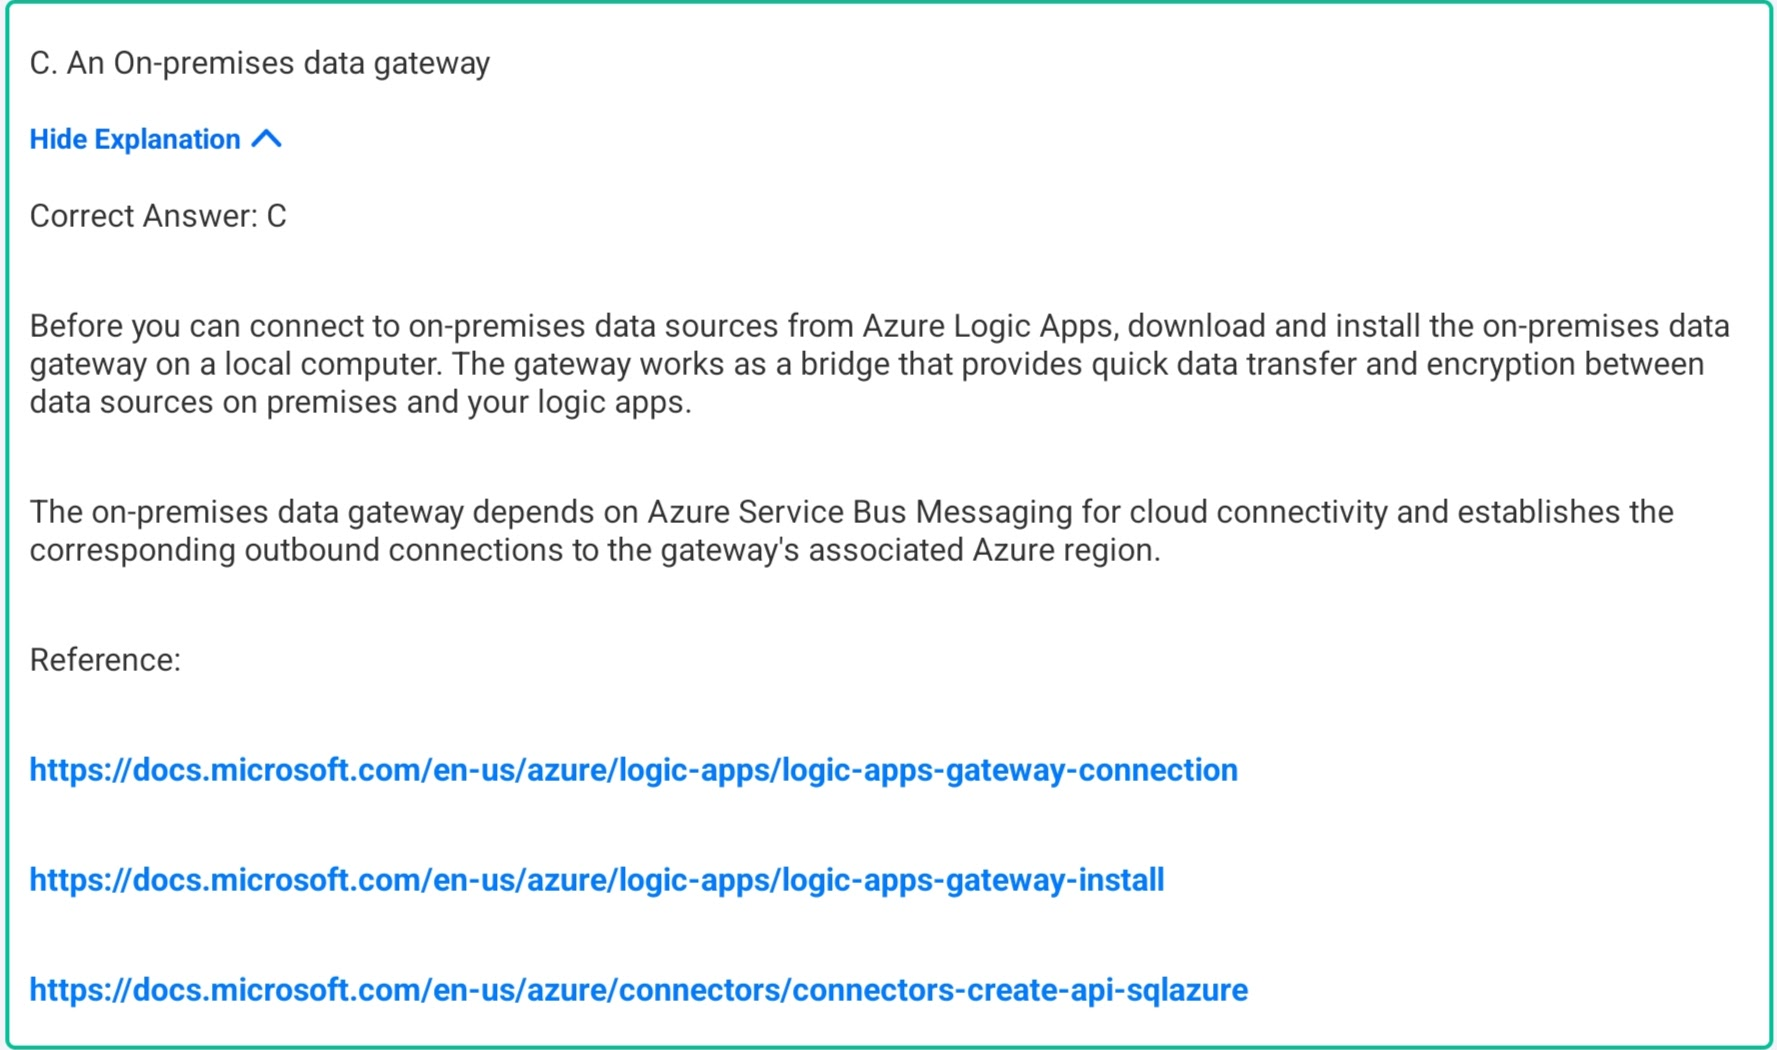 C. An On-premises data gateway
Hide Explanation
Correct Answer: C
Before you can connect to on-premises data sources from Azure Logic Apps, download and install the on-premises data
gateway on a local computer. The gateway works as a bridge that provides quick data transfer and encryption between
data sources on premises and your logic apps.
The on-premises data gateway depends on Azure Service Bus Messaging for cloud connectivity and establishes the
corresponding outbound connections to the gateway's associated Azure region.
Reference:
https://docs.microsoft.com/en-us/azure/logic-apps/logic-apps-gateway-connection
https://docs.microsoft.com/en-us/azure/logic-apps/logic-apps-gateway-install
https://docs.microsoft.com/en-us/azure/connectors/connectors-create-api-sqlazure